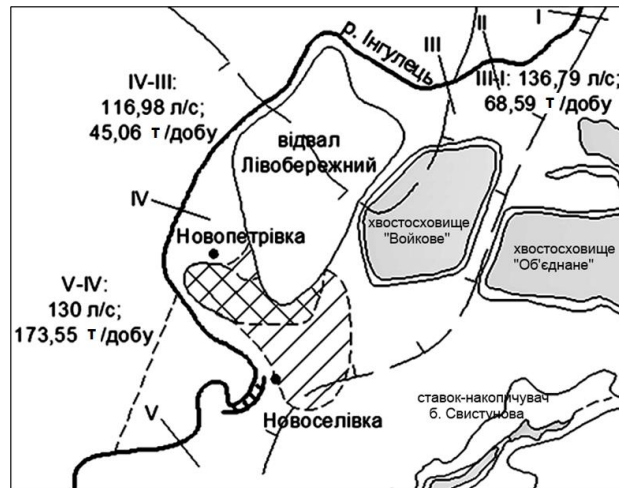 I
II
III
р. Інгулець
IV-III:
116,98 л/с;
45,06 т/добу
III-I: 136,79 л/с;
68,59 т/добу
відвал
Лівобережний
IV
Новопетрівка
хвостосховище
"Войкове"
хвостосховище
"Об'єднане"
V-IV:
130 л/с;
173,55 т/добу
ставок-накопичувач
б. Свистунова
Новоселівка
V